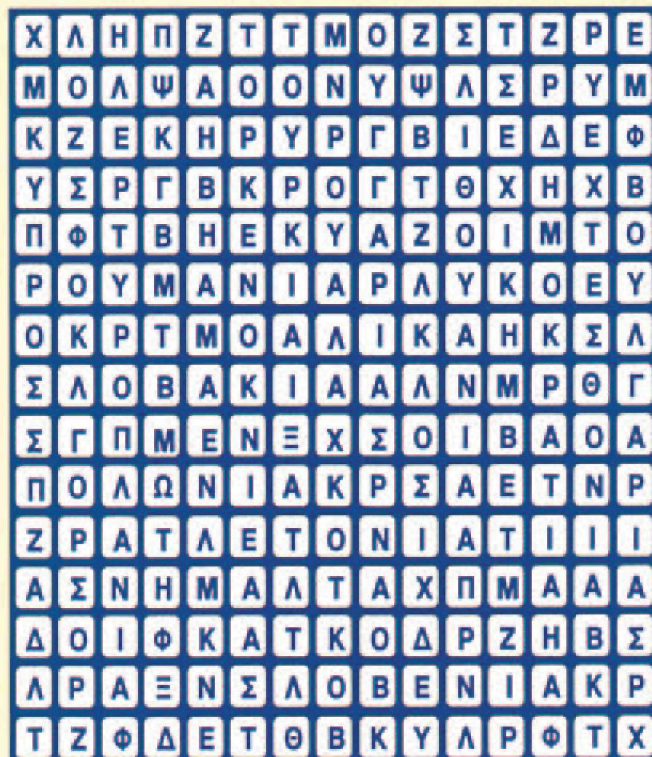 Χ Λ Η Π Ζ Τ Τ Μ Ο Ζ Σ Τ Ζ Ρ Ε
Μ Ο Λ Ψ Α Ο Ο Ν Υ Ψ Λ Σ Ρ Υ Μ
Κ Ζ Ε Κ Η Ρ Υ Ρ Γ Β Ι Ε Δ Ε Φ
Υ Σ Ρ Γ Β Κ Ρ Ο Γ Τ Θ Χ Η Χ Β
Π Φ Τ Β Η Ε Κ Υ Α Ζ Ο Ι Μ Τ Ο
Ρ Ο Υ Μ Α Ν Ι Α Ρ Λ Υ Κ Ο Ε Υ
Ο Κ Ρ Τ Μ Ο Α Λ Ι Κ Α Η Κ Σ Λ
Σ Λ Ο Β Α Κ Ι Α Α Λ Ν Μ Ρ Θ Γ
Σ Γ Π Μ Ε Ν Ξ Χ Σ Ο Ι Β Α Ο Α
Π Ο Λ Ω Ν Ι Α Κ Ρ Σ Α Ε Τ Ν Ρ
Ζ Ρ Α Τ Λ Ε Τ Ο Ν Ι Α Τ Ι Ι Ι
Α Σ Ν Η Μ Α Λ Τ Α Χ Π Μ Α Α Α
Δ Ο Ι Φ Κ Α Τ Κ Ο Δ Ρ Ζ Η Β Σ
Λ Ρ Α Ξ Ν Σ Λ Ο Β Ε Ν Ι Α Κ Ρ
Τ Ζ Φ Δ Ε Τ Θ Β Κ Υ Λ Ρ Φ Τ Χ